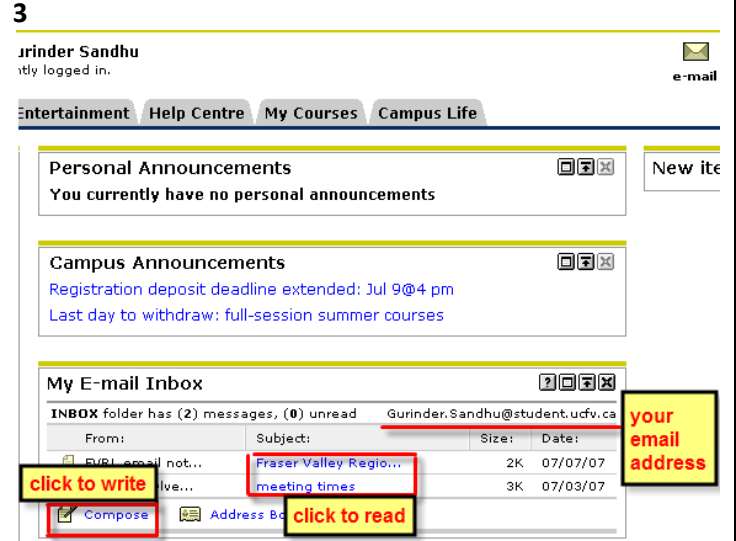 3
urinder Sandhu
ntly logged in.
e-mail
Entertainment Help Centre My Courses Campus Life
Personal Announcements
You currently have no personal announcements
New ite
Campus Announcements
Registration deposit deadline extended: Jul 9@4 pm
Last day to withdraw: full-session summer courses
My E-mail Inbox
INBOX folder has (2) messages, (0) unread Gurinder.Sandhu@student.ucfv.ca
your
email
address
From: Subject: Size: Date:
FVRL email not... Fraser Valley Regio... 2K 07/07/07
click to write
lve... meeting times 3K 07/03/07
Compose Address Bo
click to read